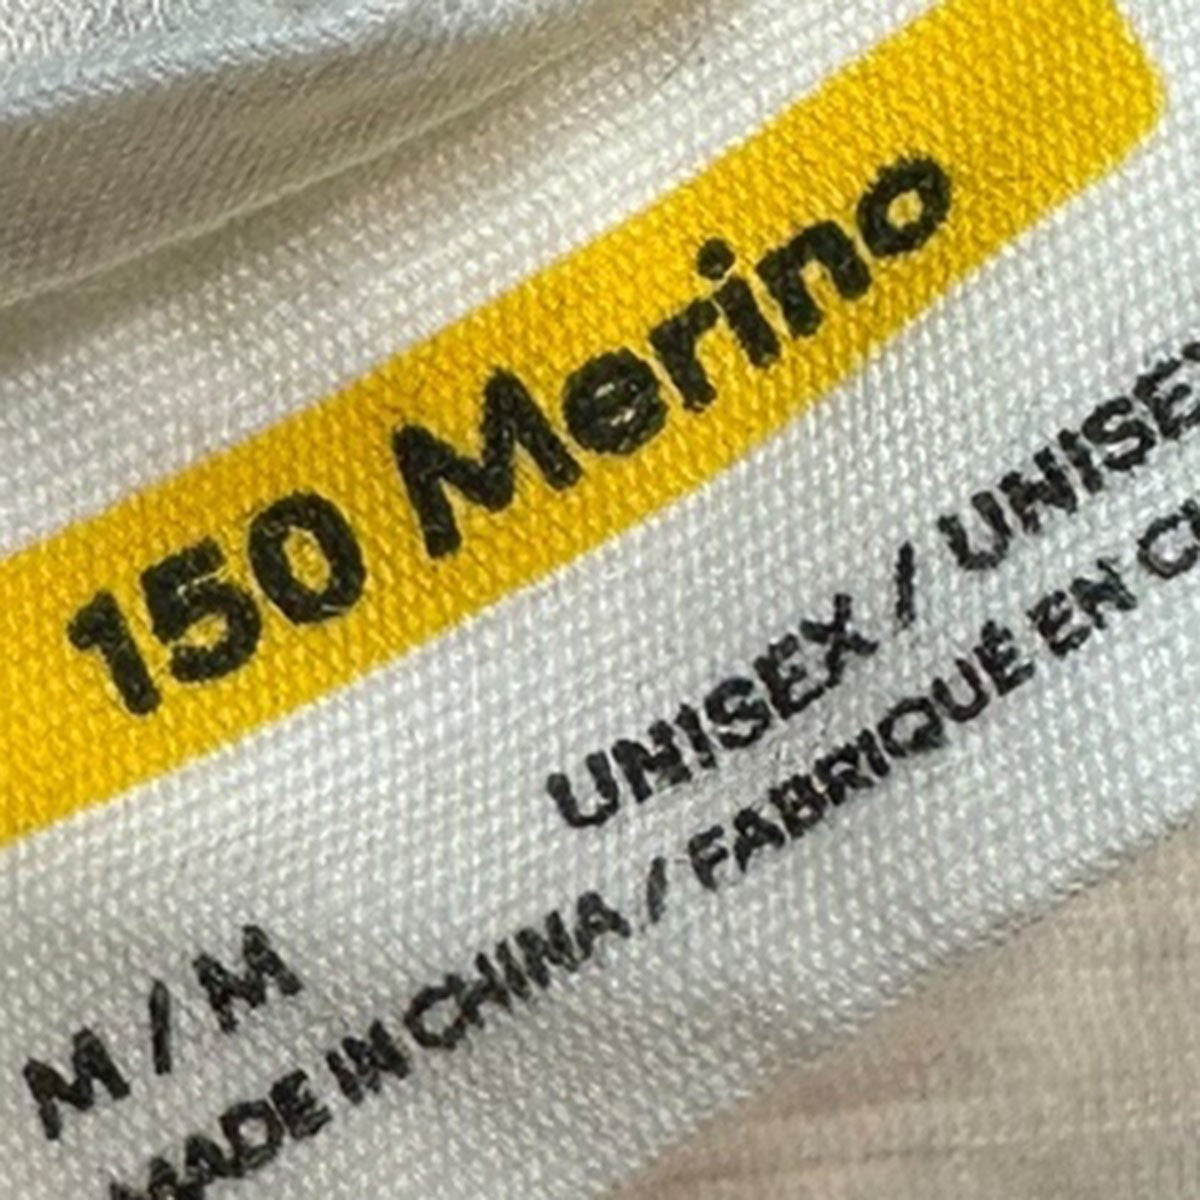 150 Merino
UNISEX / UNISEX
M / M
MADE IN CHINA / FABRIQUÉ EN